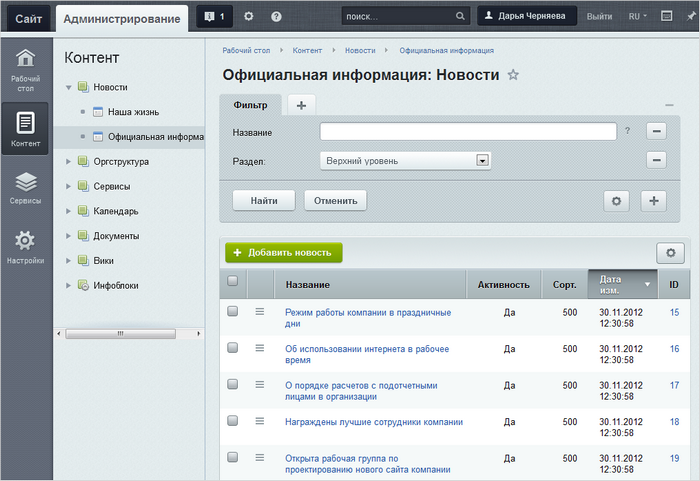 Сайт
Администрирование
1
поиск...
Дарья Черняева
Выйти
RU
Рабочий стол
Контент
Сервисы
Настройки
Контент
Новости
Наша жизнь
Официальная информа
Оргструктура
Сервисы
Календарь
Документы
Вики
Инфоблоки
Рабочий стол Контент Новости Официальная информация
Официальная информация: Новости
Фильтр
Название
?
Раздел: Верхний уровень
Найти Отменить
+ Добавить новость
Название Активность Сорт. Дата изм. ID
Режим работы компании в праздничные
дни
Да 500 30.11.2012
12:30:58
15
Об использовании интернета в рабочее
время
Да 500 30.11.2012
12:30:58
16
О порядке расчетов с подотчетными
лицами в организации
Да 500 30.11.2012
12:30:58
17
Награждены лучшие сотрудники компании
Да 500 30.11.2012
12:30:58
18
Открыта рабочая группа по
проектированию нового сайта компании
Да 500 30.11.2012
12:30:58
19